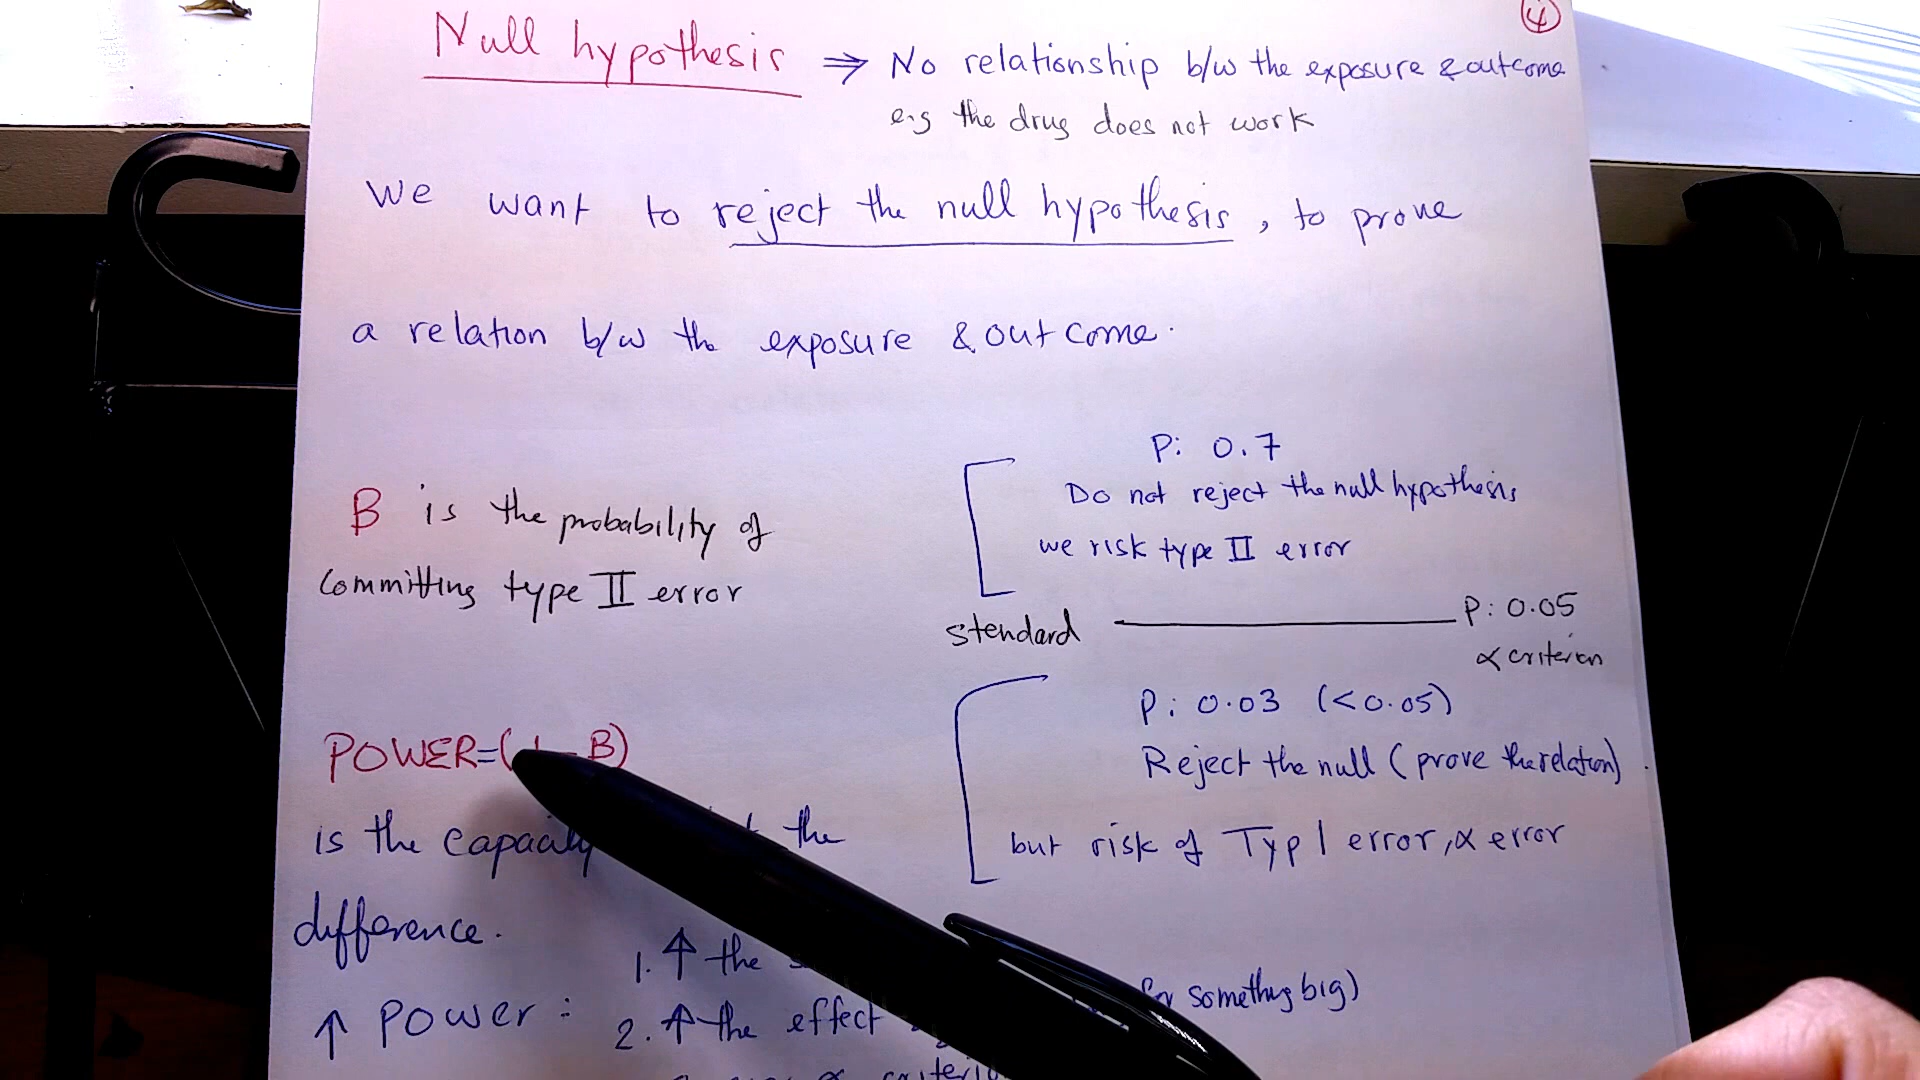 4
Null hypothesis ⇒ No relationship b/w the exposure & outcome
e.g the drug does not work
We want to reject the null hypothesis, to prove
a relation b/w the exposure & outcome.
B is the probability of
Committing type II error
P: 0.7
Do not reject the null hypothesis
we risk type II error
standard P: 0.05
α criterion
P: 0.03 (<0.05)
Reject the null (prove the relation)
but risk of Typ 1 error, α error
POWER=(1-B)
is the capacity the
difference.
↑ Power:
1. ↑ the
2. ↑ the effect something big)
α criterion